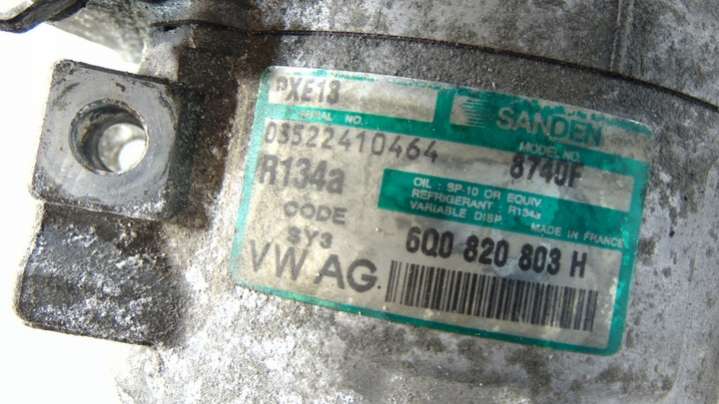 PXE13
SANDEN
SERIAL NO.
MODEL NO.
03522410464
8740F
R134a
OIL : SP-10 OR EQUIV.
REFRIGERANT : R134a
VARIABLE DISP.
CODE
SY3
MADE IN FRANCE
VW AG.
6Q0 820 803 H